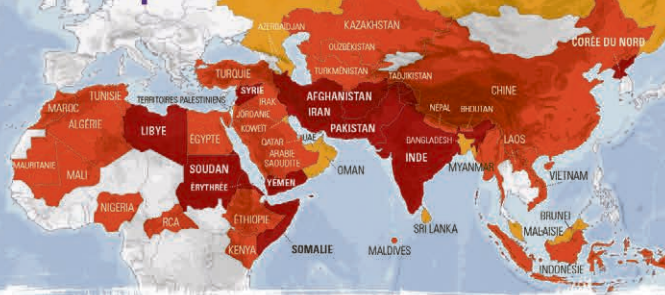 AZERBAÏDJAN
KAZAKHSTAN
OUZBÉKISTAN
CORÉE DU NORD
TURQUIE
TURKMÉNISTAN
TADJIKISTAN
TUNISIE
TERRITOIRES PALESTINIENS
SYRIE
IRAK
AFGHANISTAN
CHINE
MAROC
JORDANIE
IRAN
NÉPAL
BHOUTAN
ALGÉRIE
LIBYE
KOWEIT
PAKISTAN
ÉGYPTE
QATAR
UAE
BANGLADESH
LAOS
MAURITANIE
ARABIE
SAOUDITE
INDE
MYANMAR
MALI
SOUDAN
OMAN
VIETNAM
ÉRYTHRÉE
YEMEN
NIGERIA
RCA
ÉTHIOPIE
SRI LANKA
BRUNEI
MALAISIE
KENYA
SOMALIE
MALDIVES
INDONÉSIE